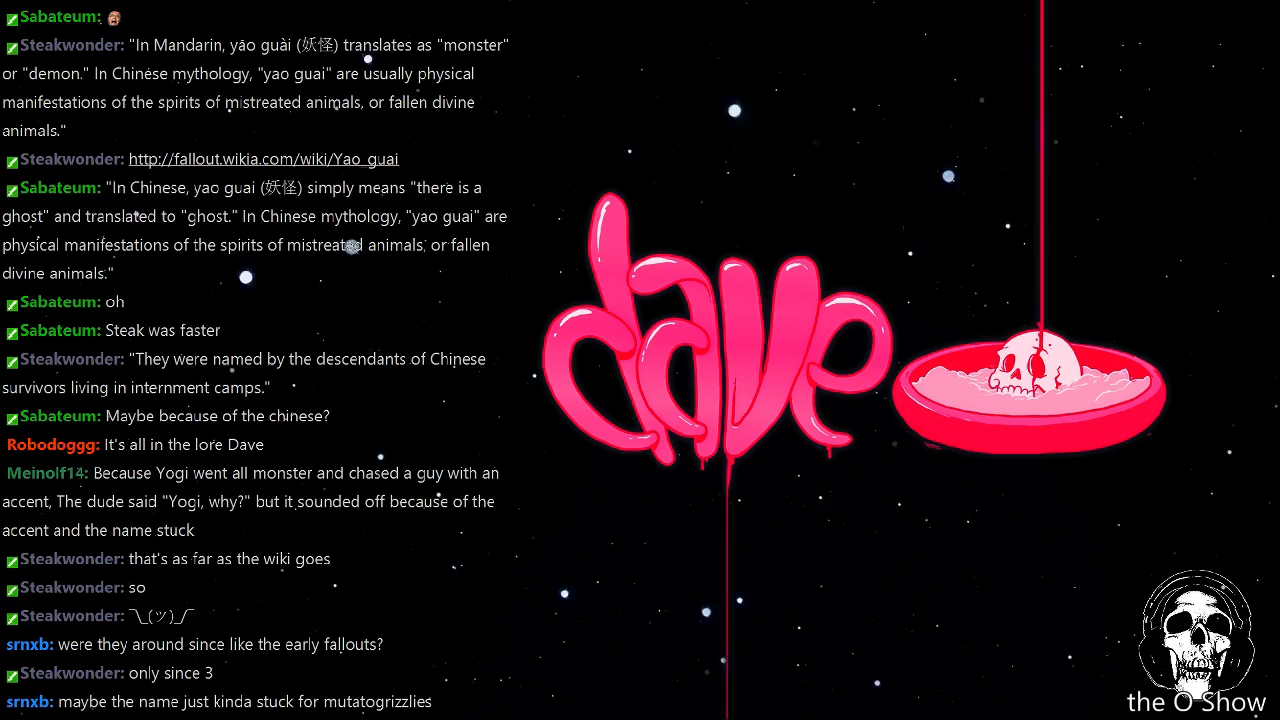 Sabateum:
Steakwonder: "In Mandarin, yāo guài (妖怪) translates as "monster"
or "demon." In Chinese mythology, "yao guai" are usually physical
manifestations of the spirits of mistreated animals, or fallen divine
animals."
Steakwonder: http://fallout.wikia.com/wiki/Yao_guai
Sabateum: "In Chinese, yao guai (妖怪) simply means "there is a
ghost" and translated to "ghost." In Chinese mythology, "yao guai" are
physical manifestations of the spirits of mistreated animals, or fallen
divine animals."
Sabateum: oh
Sabateum: Steak was faster
Steakwonder: "They were named by the descendants of Chinese
survivors living in internment camps."
Sabateum: Maybe because of the chinese?
Robodoggg: It's all in the lore Dave
Meinolf14: Because Yogi went all monster and chased a guy with an
accent, The dude said "Yogi, why?" but it sounded off because of the
accent and the name stuck
Steakwonder: that's as far as the wiki goes
Steakwonder: so
Steakwonder: ¯\_(ツ)_/¯
srnxb: were they around since like the early fallouts?
Steakwonder: only since 3
srnxb: maybe the name just kinda stuck for mutatogrizzlies
dave
the O Show